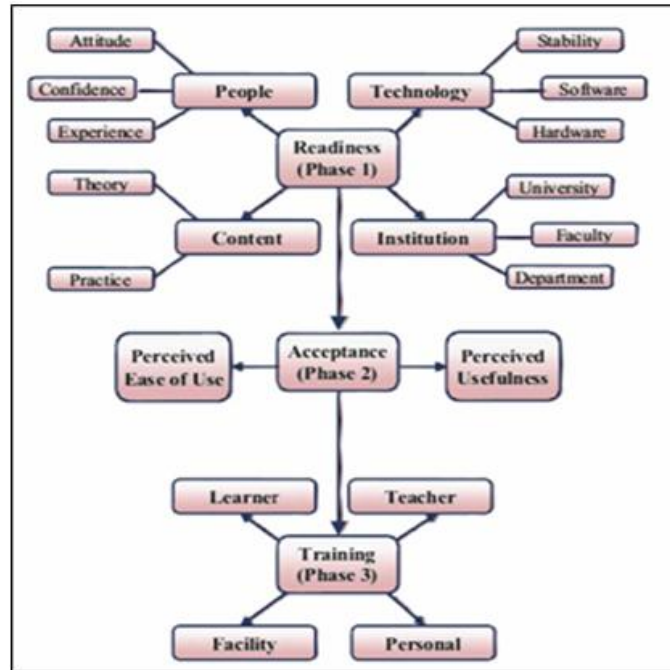 Attitude
Stability
People
Technology
Confidence
Software
Experience
Hardware
Readiness
(Phase 1)
Theory
University
Content
Institution
Faculty
Practice
Department
Perceived
Ease of Use
Acceptance
(Phase 2)
Perceived
Usefulness
Learner
Teacher
Training
(Phase 3)
Facility
Personal